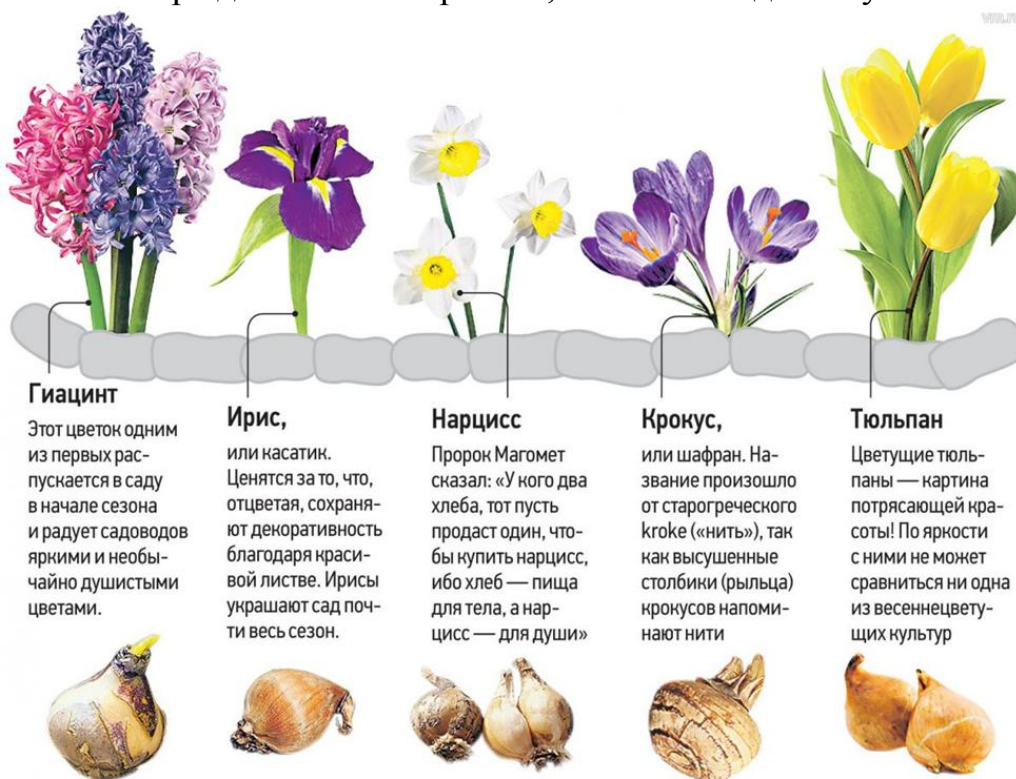 Гиацинт
Этот цветок одним
из первых рас-
пускается в саду
в начале сезона
и радует садоводов
яркими и необы-
чайно душистыми
цветами.
Ирис,
или касатик.
Ценятся за то, что,
отцветая, сохраня-
ют декоративность
благодаря краси-
вой листве. Ирисы
украшают сад поч-
ти весь сезон.
Нарцисс
Пророк Магомет
сказал: «У кого два
хлеба, тот пусть
продаст один, что-
бы купить нарцисс,
ибо хлеб — пища
для тела, а нар-
цисс — для души»
Крокус,
или шафран. На-
звание произошло
от старогреческого
kroke («нить»), так
как высушенные
столбики (рыльца)
крокусов напоми-
нают нити
Тюльпан
Цветущие тюль-
паны — картина
потрясающей кра-
соты! По яркости
с ними не может
сравниться ни одна
из весеннецвету-
щих культур